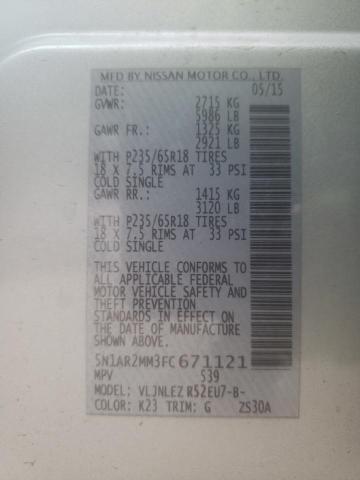 MFD BY NISSAN MOTOR CO., LTD.
DATE: 05/15
GVWR: 2715 KG
5986 LB
GAWR FR.: 1325 KG
2921 LB
WITH P235/65R18 TIRES
18 X 7.5 RIMS AT 33 PSI
COLD SINGLE
GAWR RR.: 1415 KG
3120 LB
WITH P235/65R18 TIRES
18 X 7.5 RIMS AT 33 PSI
COLD SINGLE
THIS VEHICLE CONFORMS TO
ALL APPLICABLE FEDERAL
MOTOR VEHICLE SAFETY AND
THEFT PREVENTION
STANDARDS IN EFFECT ON
THE DATE OF MANUFACTURE
SHOWN ABOVE.
5N1AR2MM3FC671121
MPV 539
MODEL: VLJNLEZ R52EU7-B-
COLOR: K23 TRIM: G ZS30A